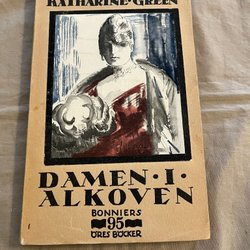 KATHARINE·GREEN
DAMEN·I·
ALKOVEN
BONNIERS
95
ÖRES BÖCKER